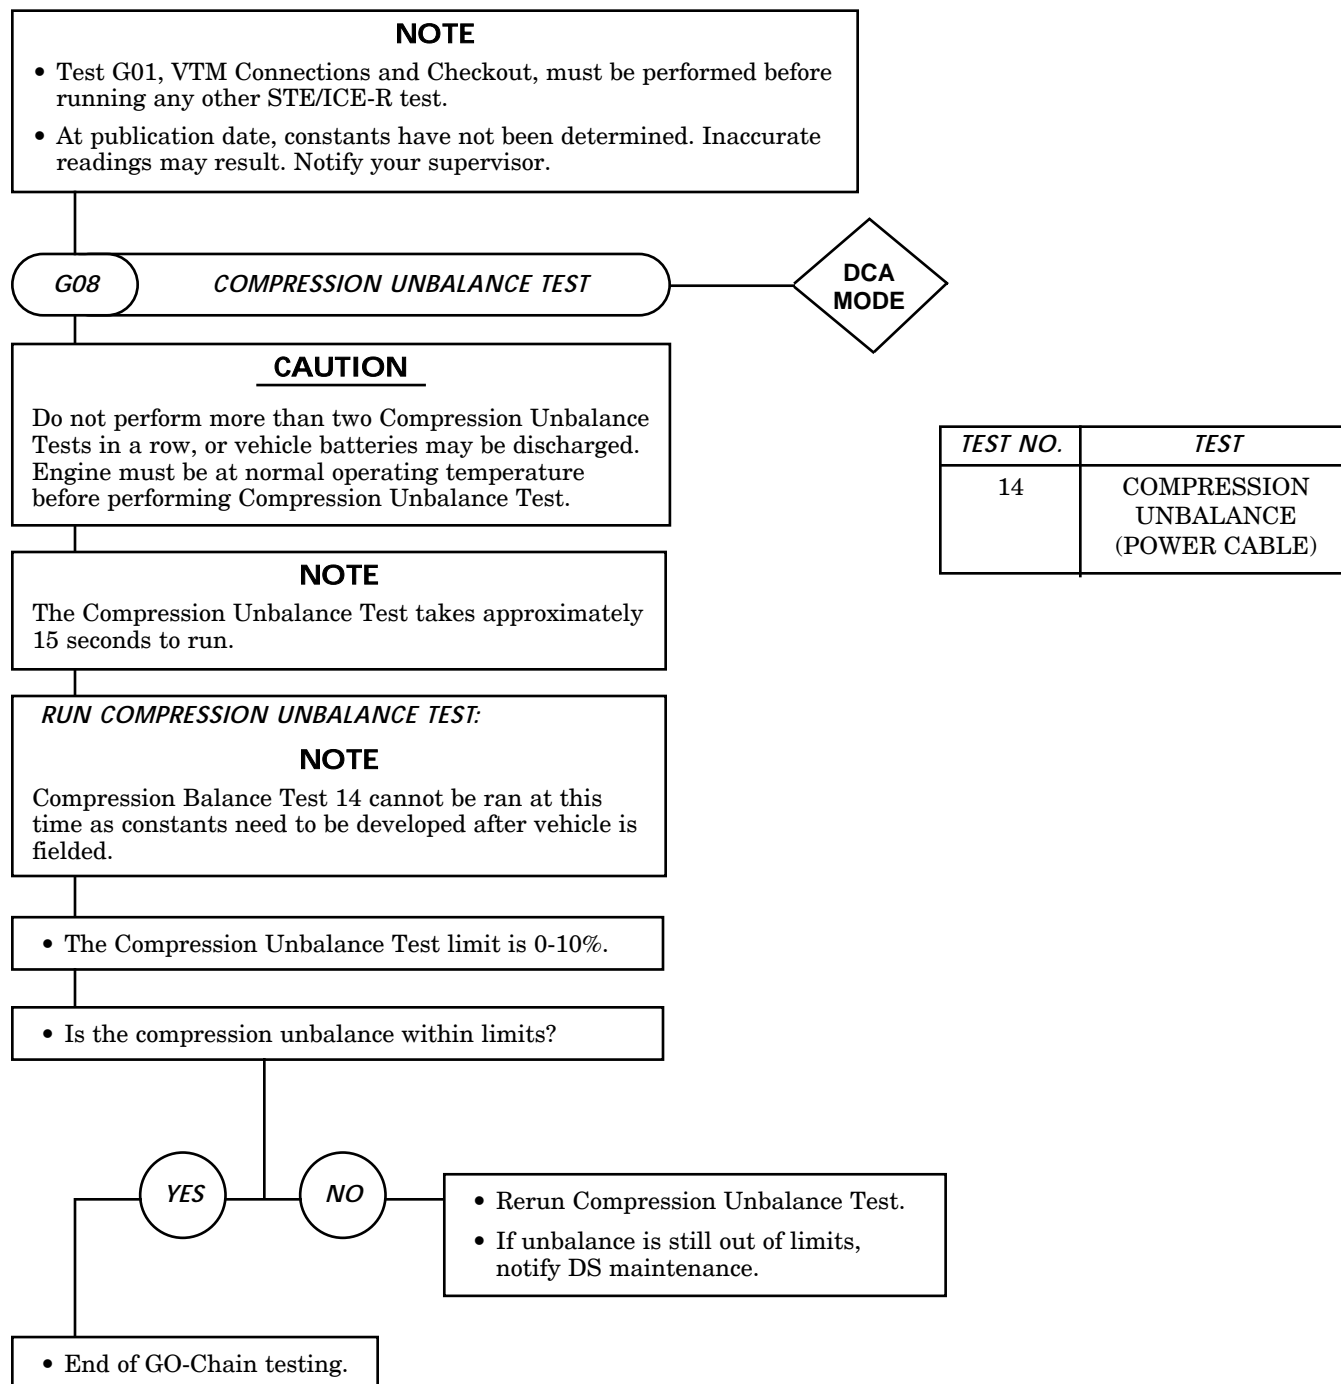 NOTE
• Test G01, VTM Connections and Checkout, must be performed before
running any other STE/ICE-R test.
• At publication date, constants have not been determined. Inaccurate
readings may result. Notify your supervisor.
G08
COMPRESSION UNBALANCE TEST
DCA
MODE
CAUTION
Do not perform more than two Compression Unbalance
Tests in a row, or vehicle batteries may be discharged.
Engine must be at normal operating temperature
before performing Compression Unbalance Test.
TEST NO.
TEST
14
COMPRESSION
UNBALANCE
(POWER CABLE)
NOTE
The Compression Unbalance Test takes approximately
15 seconds to run.
RUN COMPRESSION UNBALANCE TEST:
NOTE
Compression Balance Test 14 cannot be ran at this
time as constants need to be developed after vehicle is
fielded.
• The Compression Unbalance Test limit is 0-10%.
• Is the compression unbalance within limits?
YES
NO
• Rerun Compression Unbalance Test.
• If unbalance is still out of limits,
notify DS maintenance.
• End of GO-Chain testing.